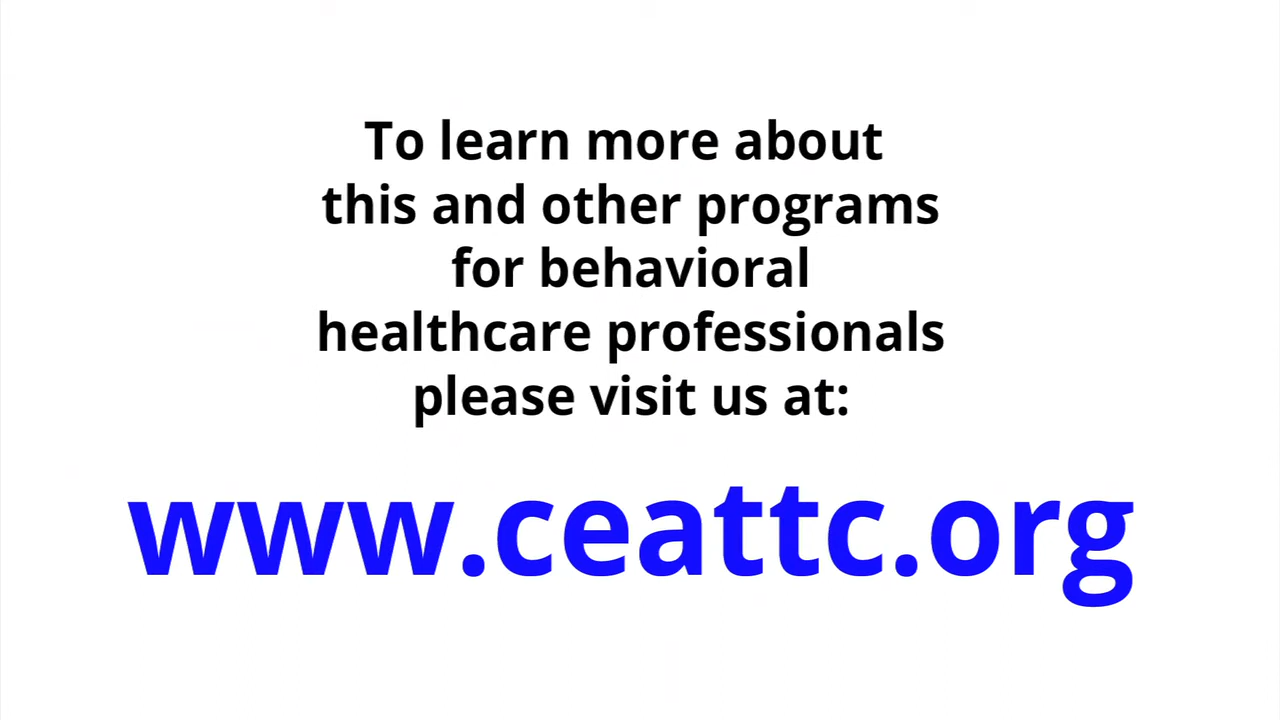 To learn more about
this and other programs
for behavioral
healthcare professionals
please visit us at:
www.ceattc.org